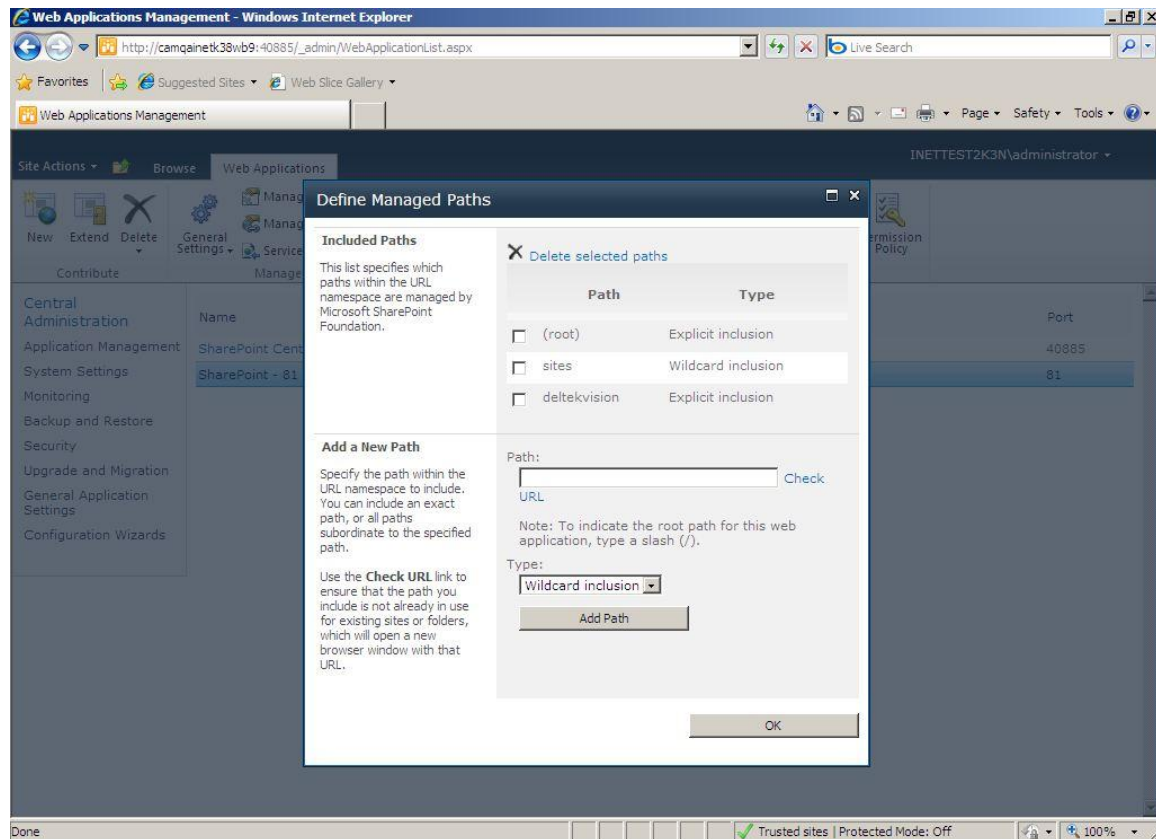 Web Applications Management - Windows Internet Explorer
http://camqainetk38wb9:40885/_admin/WebApplicationList.aspx
Live Search
Favorites
Suggested Sites
Web Slice Gallery
Web Applications Management
Page
Safety
Tools
Site Actions
Browse
Web Applications
INETTEST2K3N\administrator
New
Extend
Delete
General
Settings
Manag
Manag
Service
ermission
Policy
Contribute
Manage
Central
Administration
Application Management
System Settings
Monitoring
Backup and Restore
Security
Upgrade and Migration
General Application
Settings
Configuration Wizards
Name
Port
SharePoint Cent
40885
SharePoint - 81
81
Define Managed Paths
Included Paths
This list specifies which
paths within the URL
namespace are managed by
Microsoft SharePoint
Foundation.
Delete selected paths
Path Type
(root) Explicit inclusion
sites Wildcard inclusion
deltekvision Explicit inclusion
Add a New Path
Specify the path within the
URL namespace to include.
You can include an exact
path, or all paths
subordinate to the specified
path.
Use the Check URL link to
ensure that the path you
include is not already in use
for existing sites or folders,
which will open a new
browser window with that
URL.
Path:
Check
URL
Note: To indicate the root path for this web
application, type a slash (/).
Type:
Wildcard inclusion
Add Path
OK
Done
Trusted sites | Protected Mode: Off
100%